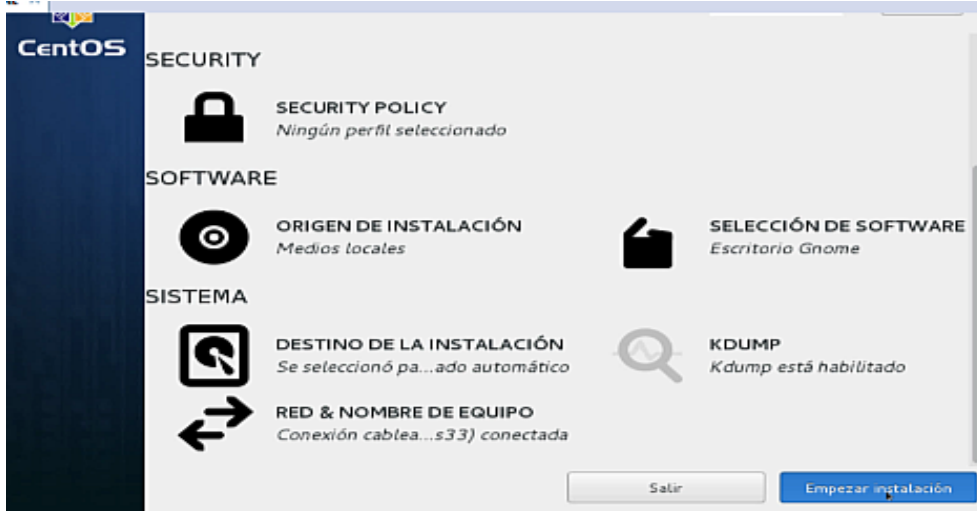 CentOS
SECURITY
SECURITY POLICY
Ningún perfil seleccionado
SOFTWARE
ORIGEN DE INSTALACIÓN
Medios locales
SELECCIÓN DE SOFTWARE
Escritorio Gnome
SISTEMA
DESTINO DE LA INSTALACIÓN
Se seleccionó pa...ado automático
KDUMP
Kdump está habilitado
RED & NOMBRE DE EQUIPO
Conexión cablea...s33) conectada
Salir
Empezar instalación